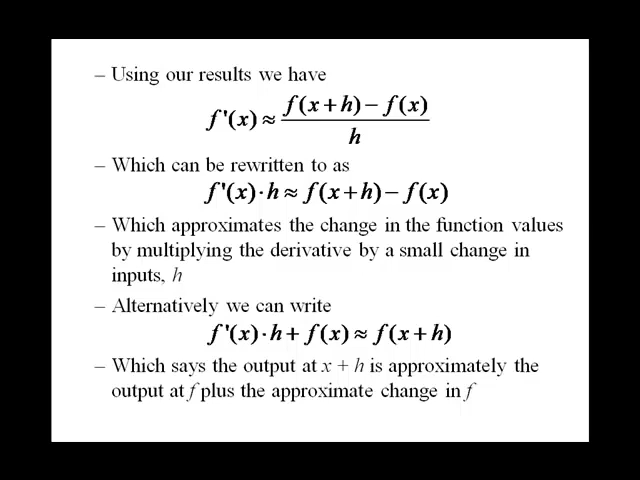 – Using our results we have
f'(x) ≈ f(x+h) − f(x)
h
– Which can be rewritten to as
f'(x)·h ≈ f(x+h) − f(x)
– Which approximates the change in the function values
by multiplying the derivative by a small change in
inputs, h
– Alternatively we can write
f'(x)·h + f(x) ≈ f(x+h)
– Which says the output at x + h is approximately the
output at f plus the approximate change in f